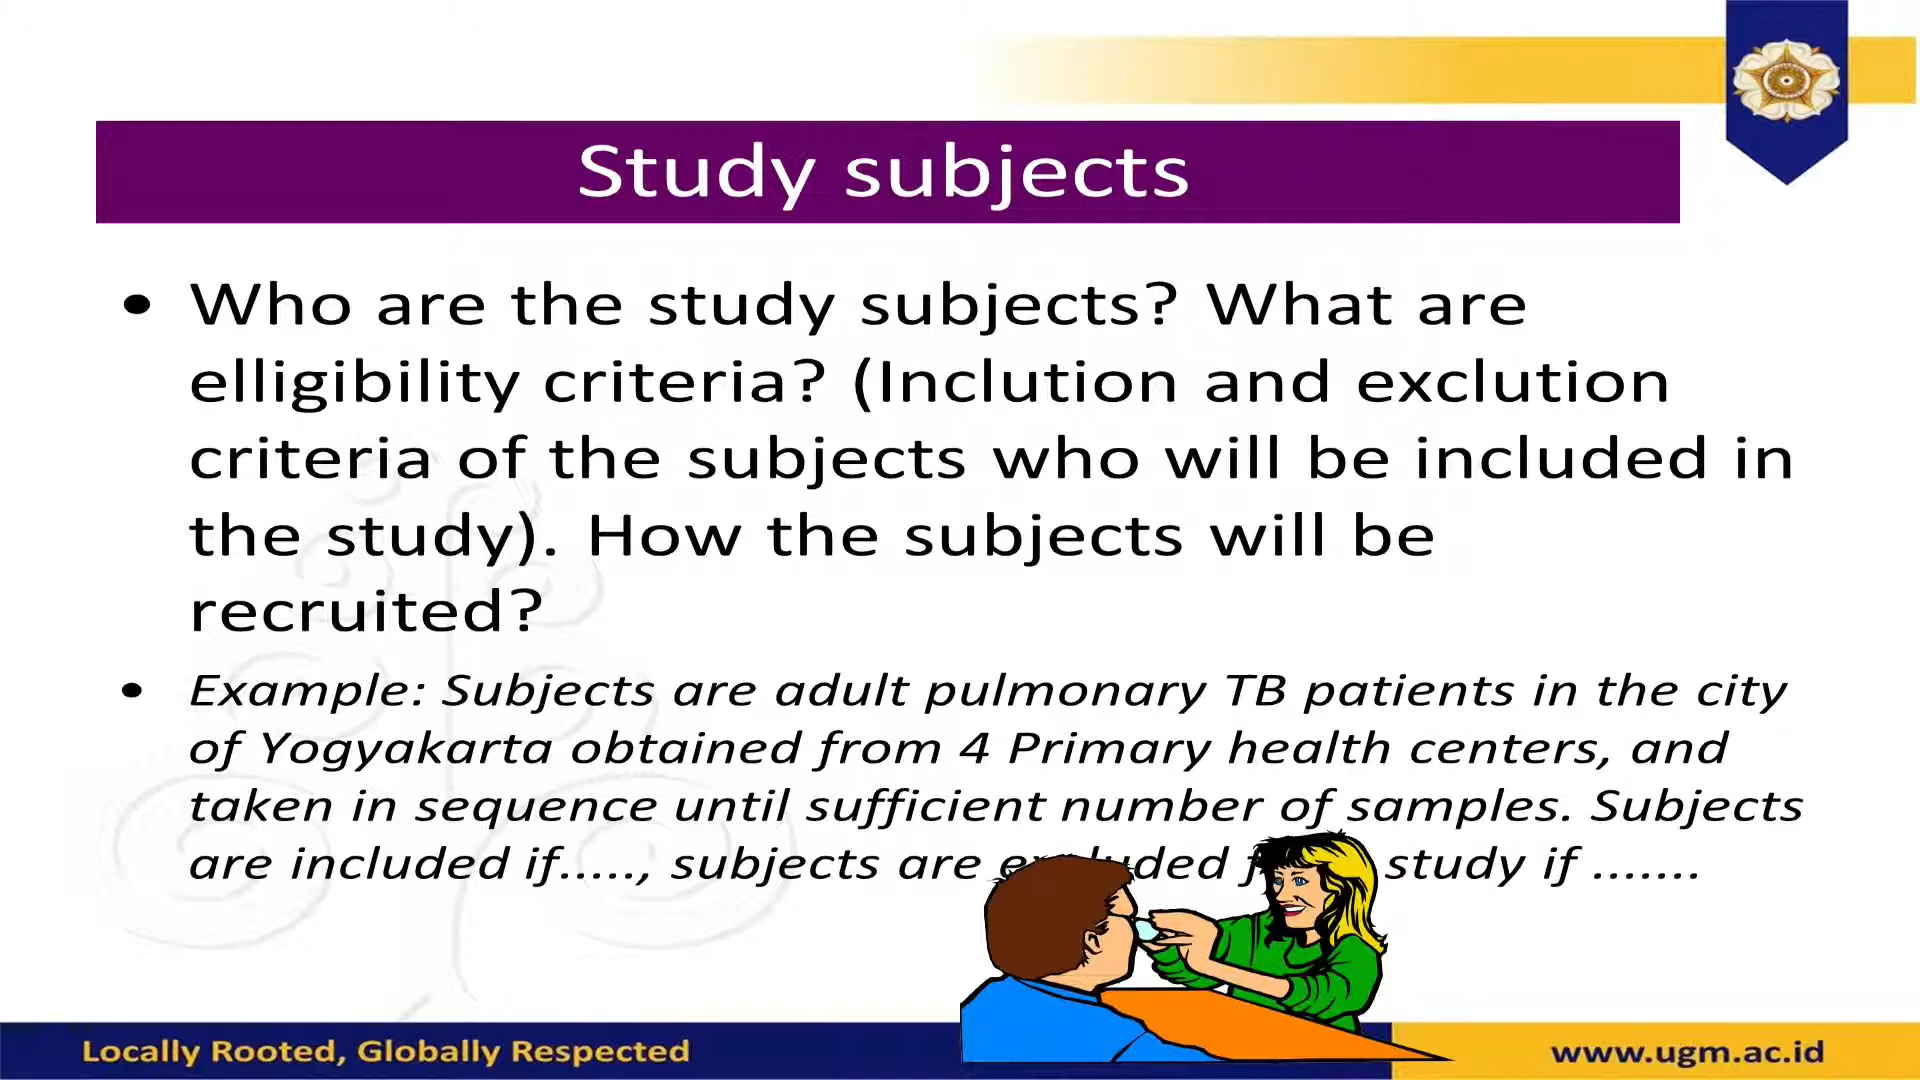 Study subjects
• Who are the study subjects? What are
elligibility criteria? (Inclution and exclution
criteria of the subjects who will be included in
the study). How the subjects will be
recruited?
• Example: Subjects are adult pulmonary TB patients in the city
of Yogyakarta obtained from 4 Primary health centers, and
taken in sequence until sufficient number of samples. Subjects
are included if....., subjects are excluded study if .......
Locally Rooted, Globally Respected
www.ugm.ac.id